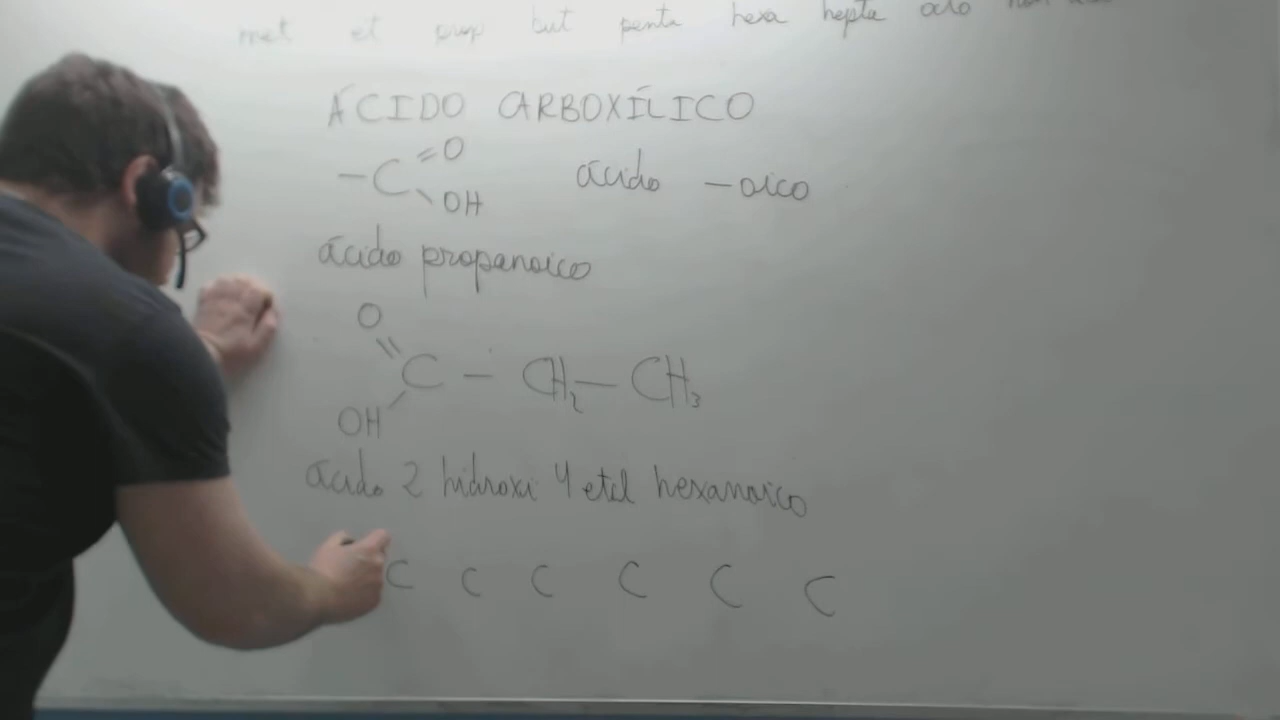 met et prop but penta hexa hepta octo
ÁCIDO CARBOXÍLICO
-C=O
OH
ácido -oico
ácido propanoico
O
=
C - CH2 - CH3
OH
ácido 2 hidroxi 4 etil hexanoico
C C C C C C